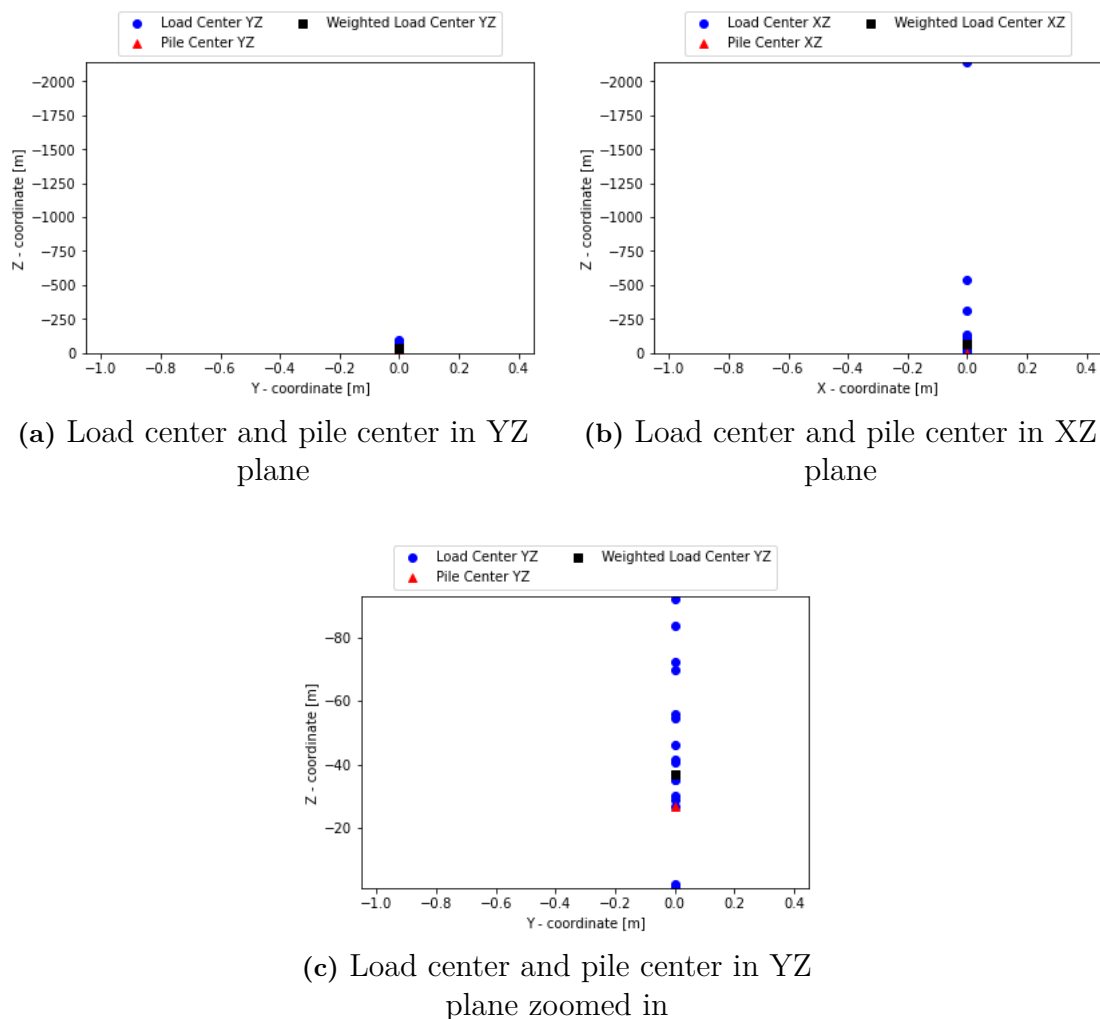 Load Center YZ
Pile Center YZ
Weighted Load Center YZ
−2000
−1750
−1500
−1250
−1000
−750
−500
−250
0
Z - coordinate [m]
−1.0 −0.8 −0.6 −0.4 −0.2 0.0 0.2 0.4
Y - coordinate [m]
(a) Load center and pile center in YZ
plane
Load Center XZ
Pile Center XZ
Weighted Load Center XZ
−2000
−1750
−1500
−1250
−1000
−750
−500
−250
0
Z - coordinate [m]
−1.0 −0.8 −0.6 −0.4 −0.2 0.0 0.2 0.4
X - coordinate [m]
(b) Load center and pile center in XZ
plane
Load Center YZ
Pile Center YZ
Weighted Load Center YZ
−80
−60
−40
−20
Z - coordinate [m]
−1.0 −0.8 −0.6 −0.4 −0.2 0.0 0.2 0.4
Y - coordinate [m]
(c) Load center and pile center in YZ
plane zoomed in